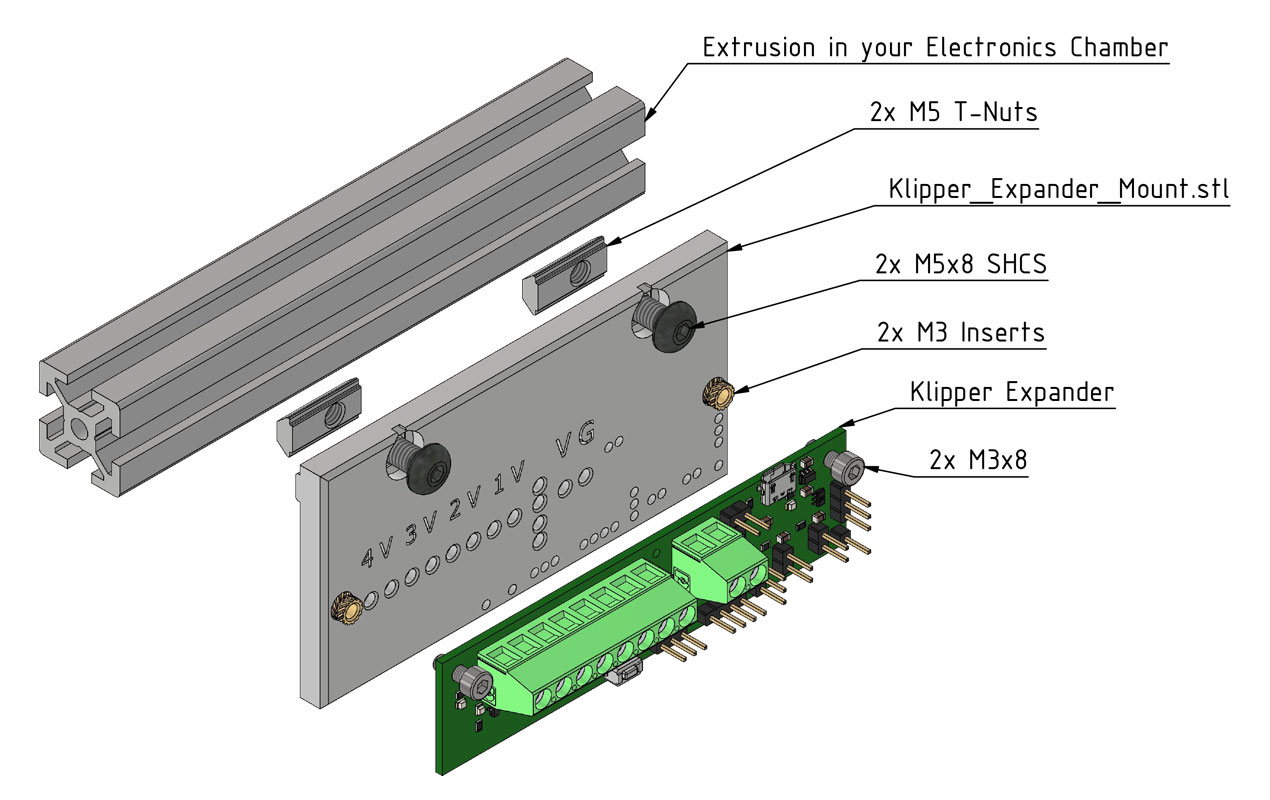 Extrusion in your Electronics Chamber
2x M5 T-Nuts
Klipper_Expander_Mount.stl
2x M5x8 SHCS
2x M3 Inserts
Klipper Expander
2x M3x8
4V 3V 2V 1V VG